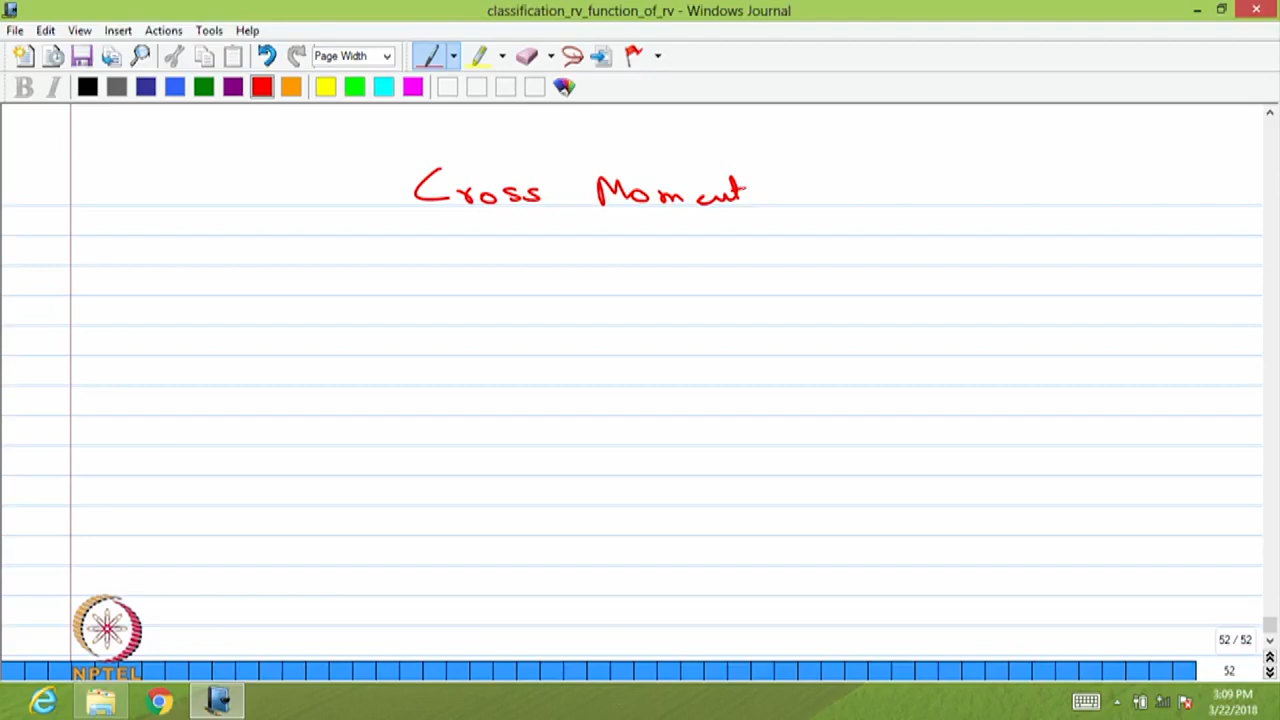 classification_rv_function_of_rv - Windows Journal
File Edit View Insert Actions Tools Help
Page Width
B I
Cross Moment
52 / 52
NPTEL
52
3:09 PM
3/22/2018